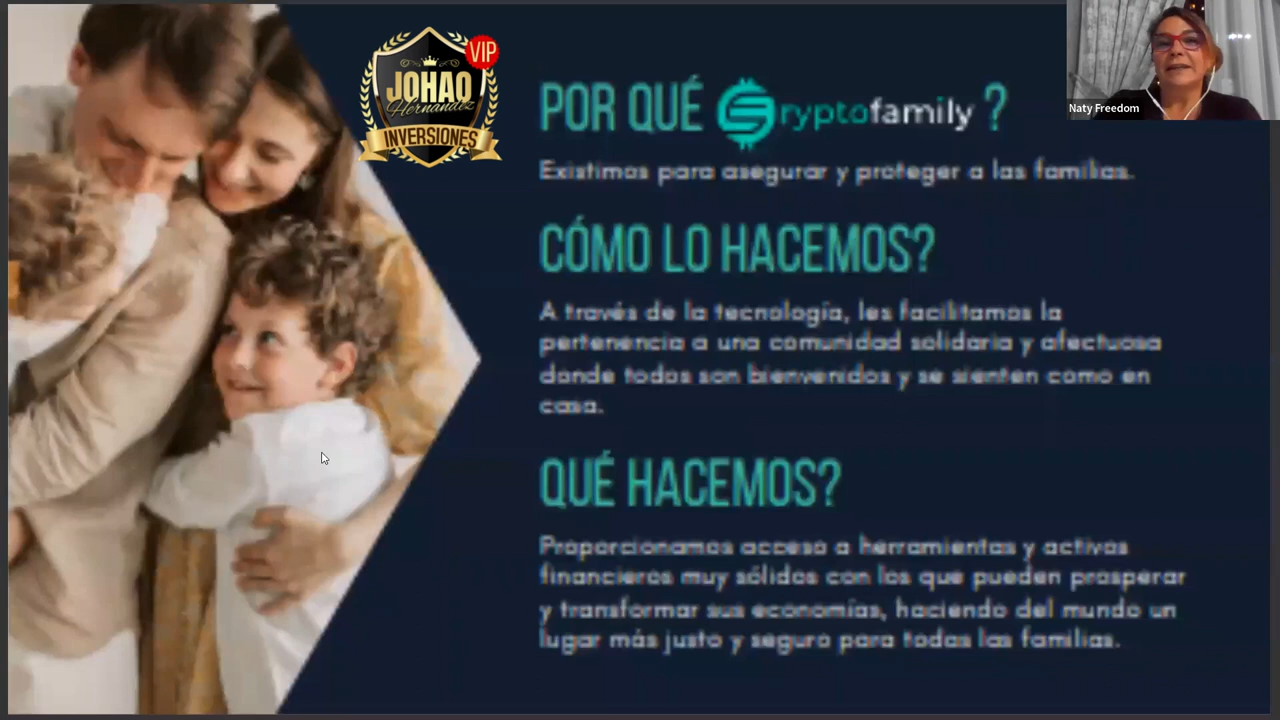 VIP
JOHAO
Hernandez
INVERSIONES
POR QUÉ Cryptofamily ?
Existimos para asegurar y proteger a las familias.
CÓMO LO HACEMOS?
A través de la tecnología, les facilitamos la
pertenencia a una comunidad solidaria y afectuosa
donde todos son bienvenidos y se sienten como en
casa.
QUÉ HACEMOS?
Proporcionamos acceso a herramientas y activos
financieros muy sólidos con los que pueden prosperar
y transformar sus economías, haciendo del mundo un
lugar más justo y seguro para todas las familias.
Naty Freedom